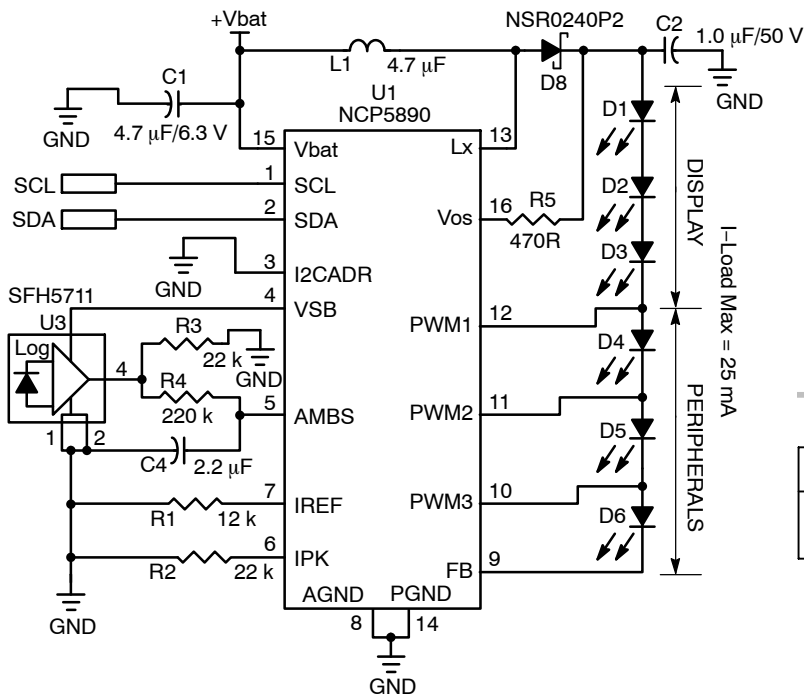 +Vbat
NSR0240P2
C2
1.0 μF/50 V
L1
4.7 μF
D8
GND
C1
U1
NCP5890
GND
4.7 μF/6.3 V
15
Vbat
Lx
13
D1
SCL
1
SCL
SDA
2
SDA
Vos
16
R5
470R
D2
DISPLAY
3
I2CADR
GND
D3
I-Load Max = 25 mA
SFH5711
4
VSB
U3
Log
4
R3
22 k
GND
PWM1
12
D4
R4
220 k
5
AMBS
PWM2
11
PERIPHERALS
1
2
C4
2.2 μF
D5
7
IREF
R1
12 k
PWM3
10
D6
6
IPK
R2
22 k
FB
9
AGND
PGND
8
14
GND
GND